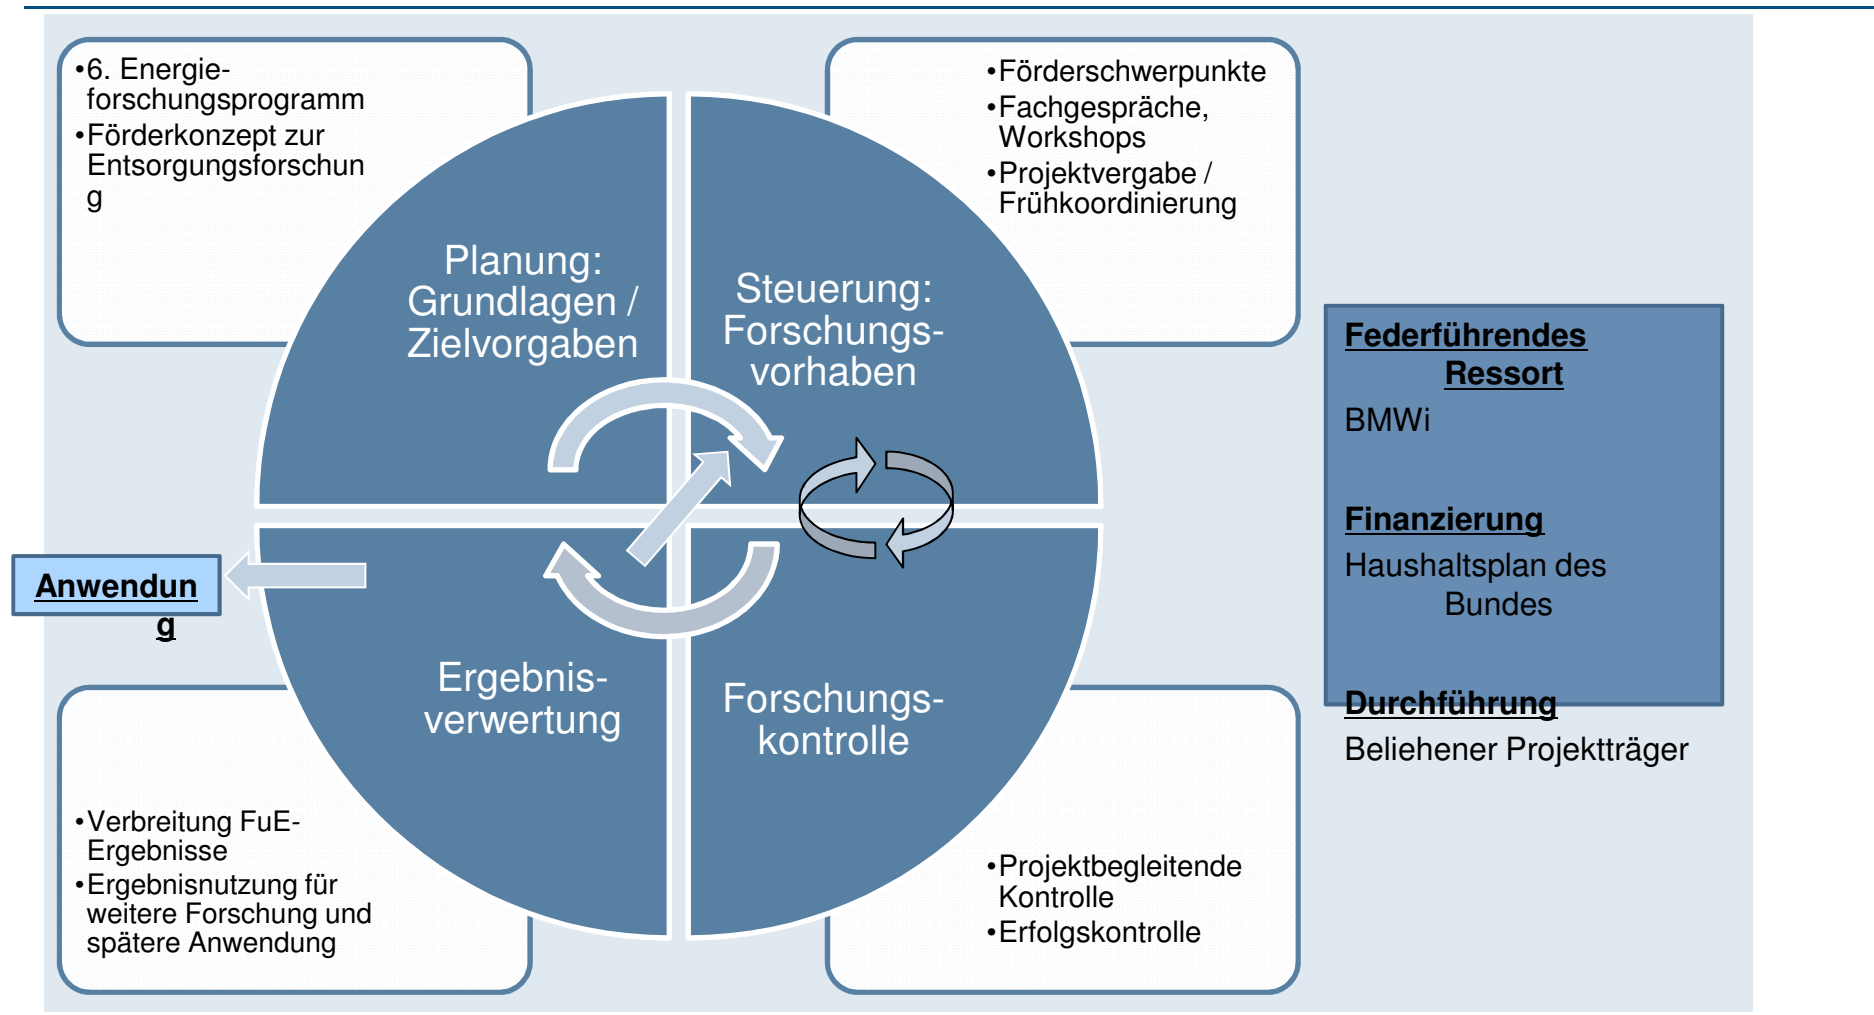 •6. Energie-
forschungsprogramm
•Förderkonzept zur
Entsorgungsforschun
g
•Förderschwerpunkte
•Fachgespräche,
Workshops
•Projektvergabe /
Frühkoordinierung
Planung:
Grundlagen /
Zielvorgaben
Steuerung:
Forschungs-
vorhaben
Anwendun
g
Ergebnis-
verwertung
Forschungs-
kontrolle
•Verbreitung FuE-
Ergebnisse
•Ergebnisnutzung für
weitere Forschung und
spätere Anwendung
•Projektbegleitende
Kontrolle
•Erfolgskontrolle
Federführendes
Ressort
BMWi
Finanzierung
Haushaltsplan des
Bundes
Durchführung
Beliehener Projektträger